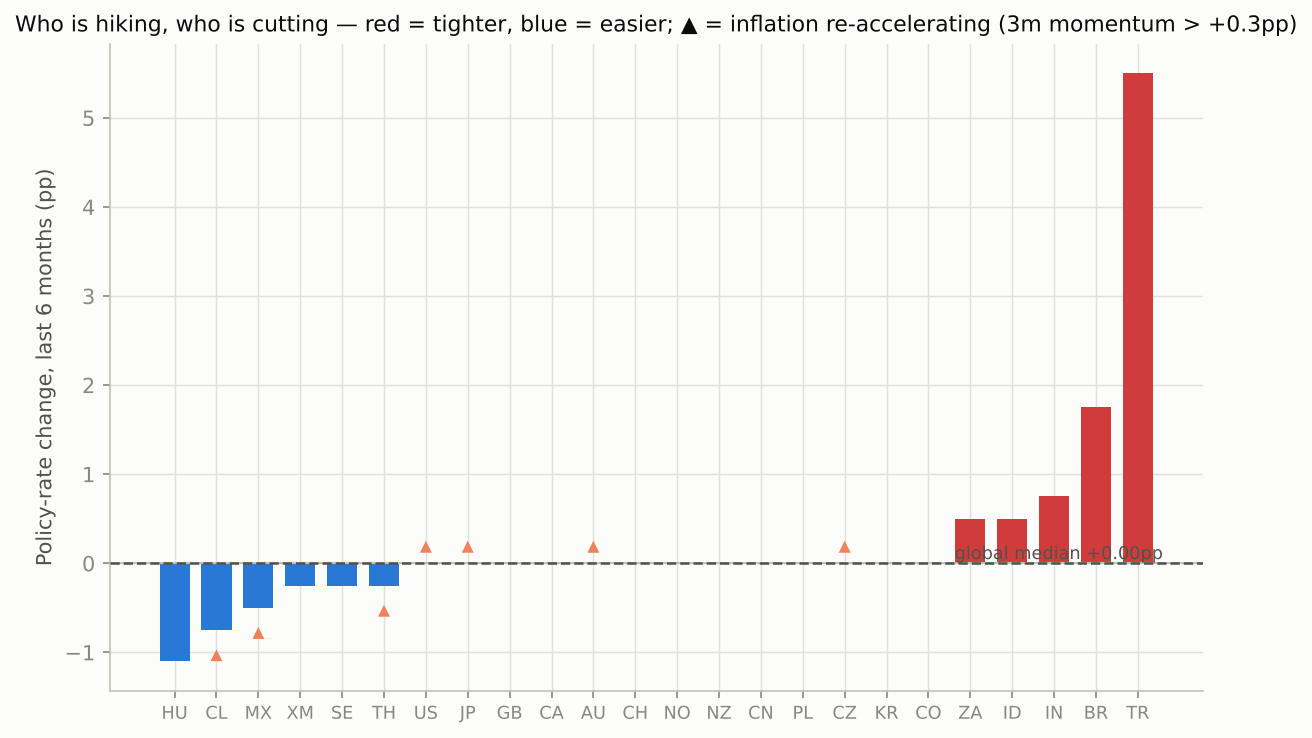 Who is hiking, who is cutting — red = tighter, blue = easier; ▲ = inflation re-accelerating (3m momentum > +0.3pp)
Policy-rate change, last 6 months (pp)
5
4
3
2
1
0
−1
global median +0.00pp
HU CL MX XM SE TH US JP GB CA AU CH NO NZ CN PL CZ KR CO ZA ID IN BR TR